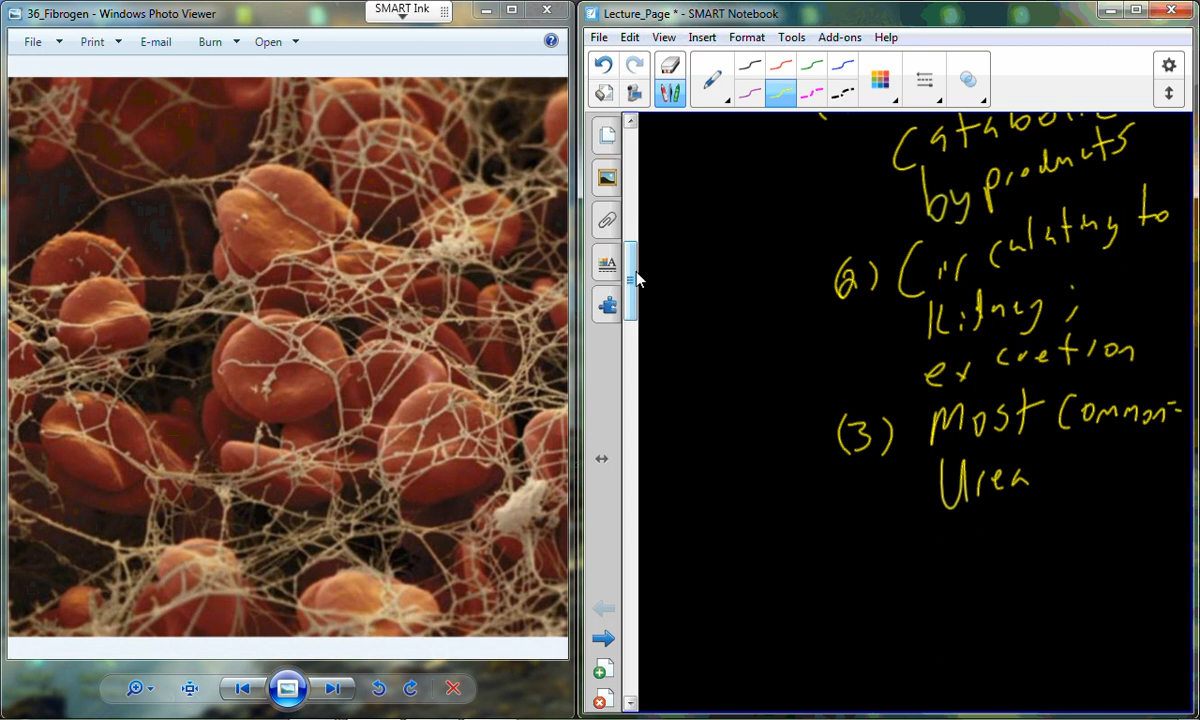 36_Fibrogen - Windows Photo Viewer
SMART Ink
File Print E-mail Burn Open
Lecture_Page * - SMART Notebook
File Edit View Insert Format Tools Add-ons Help
Catabolic
by products
(2) Circulating to
Kidney ;
excretion
(3) Most Common-
Urea